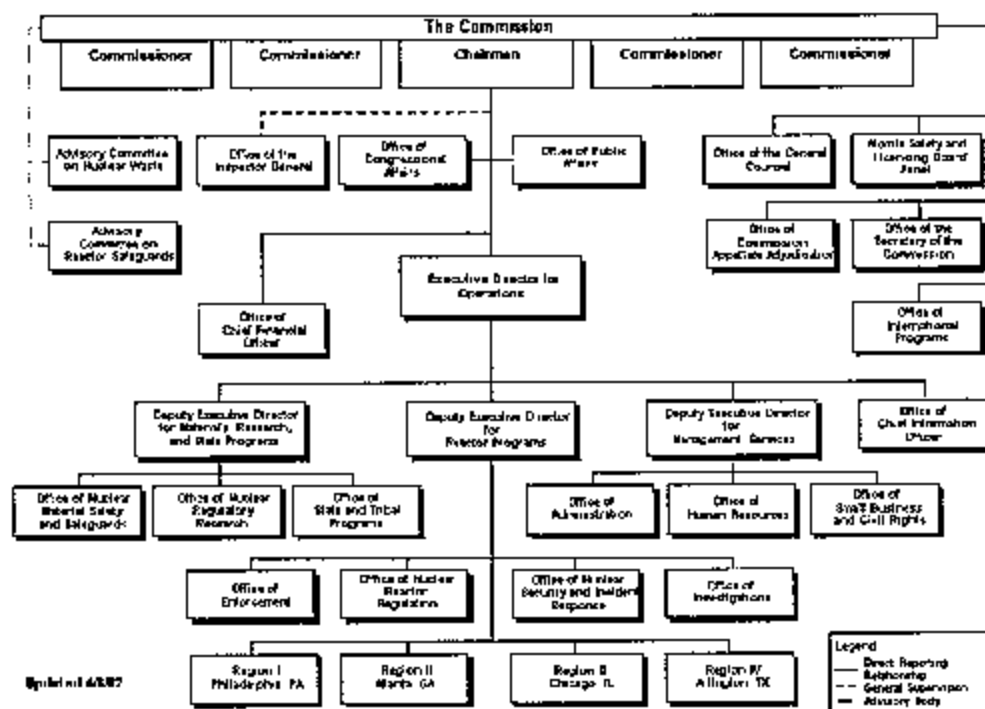 The Commission
Commissioner
Commissioner
Chairman
Commissioner
Commissioner
Advisory Committee
on Nuclear Waste
Office of the
Inspector General
Office of
Congressional
Affairs
Office of Public
Affairs
Office of the General
Counsel
Atomic Safety and
Licensing Board
Panel
Advisory
Committee on
Reactor Safeguards
Office of
Commission
Appellate Adjudication
Office of the
Secretary of the
Commission
Executive Director for
Operations
Office of
Chief Financial
Officer
Office of
International
Programs
Deputy Executive Director
for Materials, Research,
and State Programs
Deputy Executive Director
for
Reactor Programs
Deputy Executive Director
for
Management Services
Office of
Chief Information
Officer
Office of Nuclear
Material Safety
and Safeguards
Office of Nuclear
Regulatory
Research
Office of
State and Tribal
Programs
Office of
Administration
Office of
Human Resources
Office of
Small Business
and Civil Rights
Office of
Enforcement
Office of Nuclear
Reactor
Regulation
Office of Nuclear
Security and Incident
Response
Office of
Investigations
Region I
Philadelphia PA
Region II
Atlanta GA
Region
Chicago IL
Region IV
Arlington TX
Legend
Direct Reporting
Relationship
General Supervision
Advisory Body
Updated